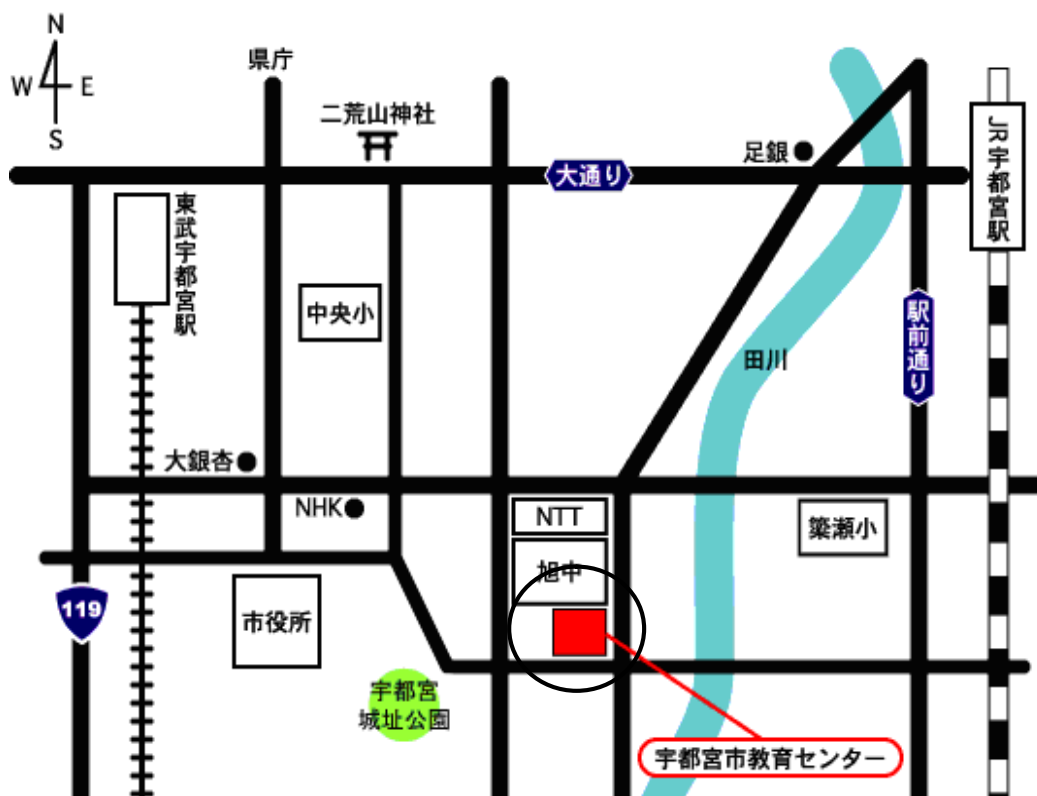 N
W E
S
県庁
二荒山神社
足銀
大通り
JR宇都宮駅
東武宇都宮駅
中央小
駅前通り
田川
大銀杏
NHK
NTT
簗瀬小
旭中
119
市役所
宇都宮
城址公園
宇都宮市教育センター